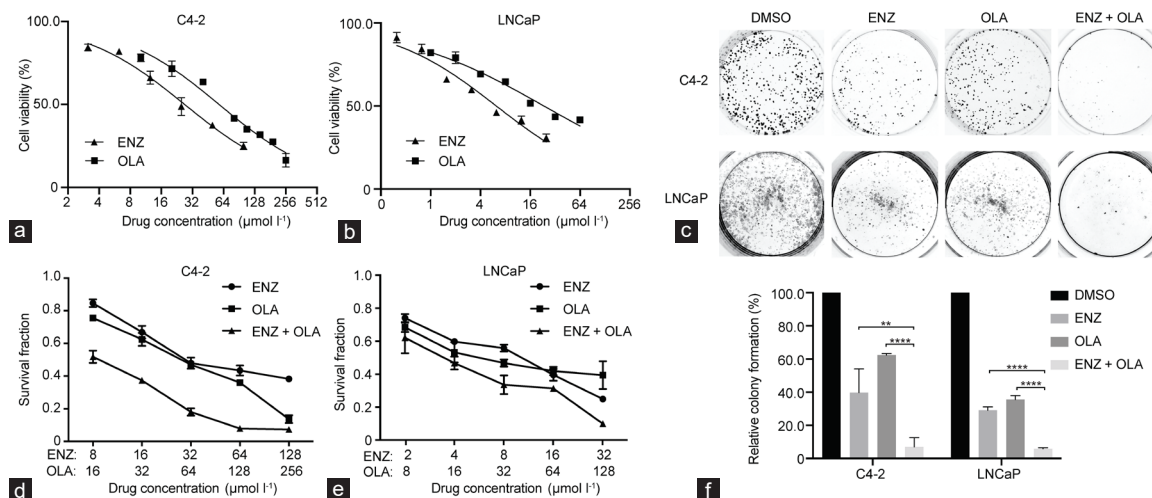 C4-2
100.0
50.0
0
Cell viability (%)
ENZ
OLA
2 4 8 16 32 64 128 256 512
Drug concentration (µmol l-1)
a
LNCaP
100.0
50.0
0
Cell viability (%)
ENZ
OLA
0 1 4 16 64 256
Drug concentration (µmol l-1)
b
DMSO ENZ OLA ENZ + OLA
C4-2
LNCaP
c
C4-2
1.0
0.8
0.6
0.4
0.2
0
Survival fraction
ENZ
OLA
ENZ + OLA
ENZ: 8 16 32 64 128
OLA: 16 32 64 128 256
Drug concentration (µmol l-1)
d
LNCaP
1.0
0.8
0.6
0.4
0.2
0.0
Survival fraction
ENZ
OLA
ENZ + OLA
ENZ: 2 4 8 16 32
OLA: 8 16 32 64 128
Drug concentration (µmol l-1)
e
100.0
80.0
60.0
40.0
20.0
0.0
Relative colony formation (%)
**
****
****
****
DMSO
ENZ
OLA
ENZ + OLA
C4-2 LNCaP
f